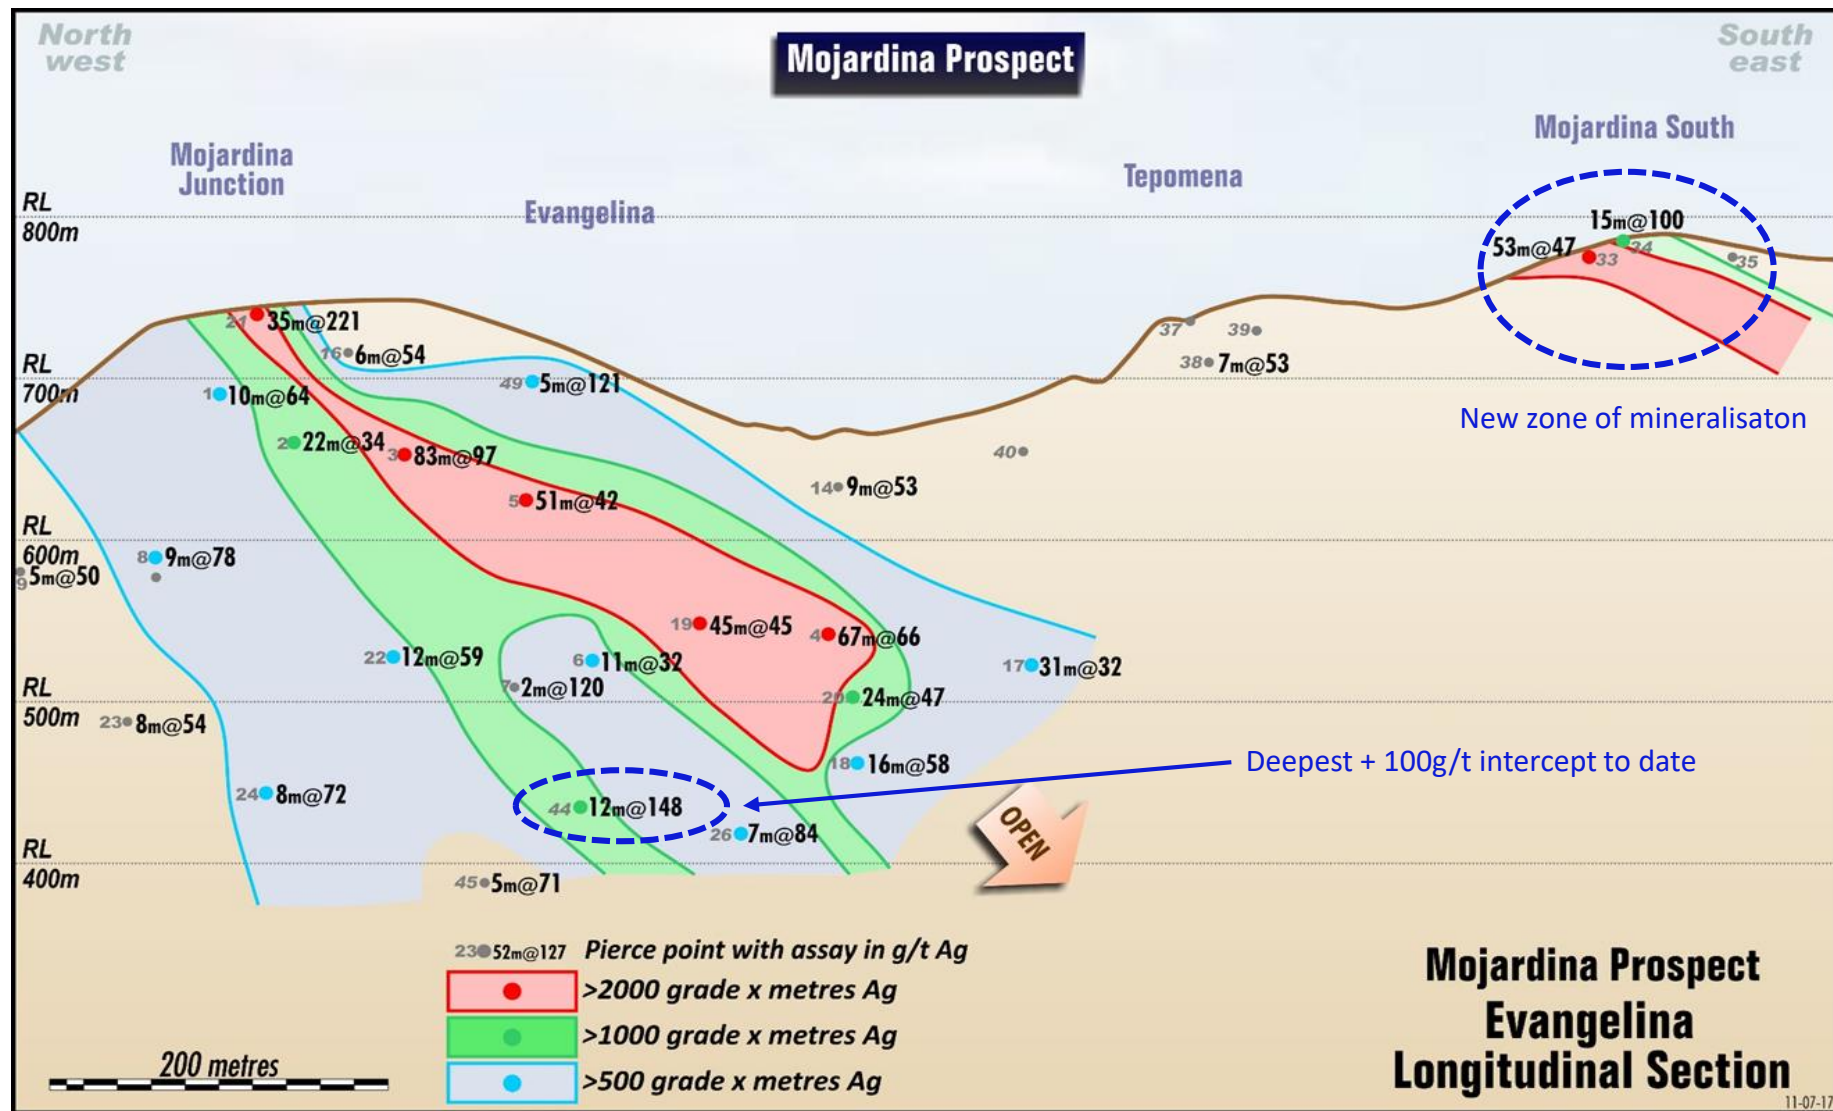 North
west
Mojardina Prospect
South
east
Mojardina South
Mojardina
Junction
Tepomena
Evangelina
RL
800m
15m@100
34
53m@47
33
35
21 35m@221
16 6m@54
37
39
38 7m@53
RL
700m
49 5m@121
1 10m@64
New zone of mineralisaton
2 22m@34
3 83m@97
40
14 9m@53
5 51m@42
RL
600m
8 9m@78
9 5m@50
19 45m@45
4 67m@66
22 12m@59
6 11m@32
17 31m@32
7 2m@120
RL
500m
20 24m@47
23 8m@54
18 16m@58
Deepest + 100g/t intercept to date
24 8m@72
44 12m@148
26 7m@84
OPEN
RL
400m
45 5m@71
23 52m@127 Pierce point with assay in g/t Ag
>2000 grade x metres Ag
>1000 grade x metres Ag
>500 grade x metres Ag
200 metres
Mojardina Prospect
Evangelina
Longitudinal Section
11-07-17